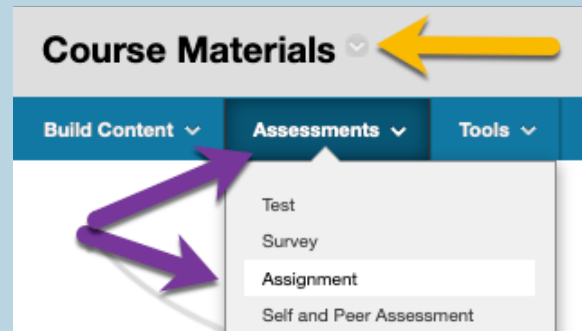 Course Materials
Build Content Assessments Tools
Test
Survey
Assignment
Self and Peer Assessment